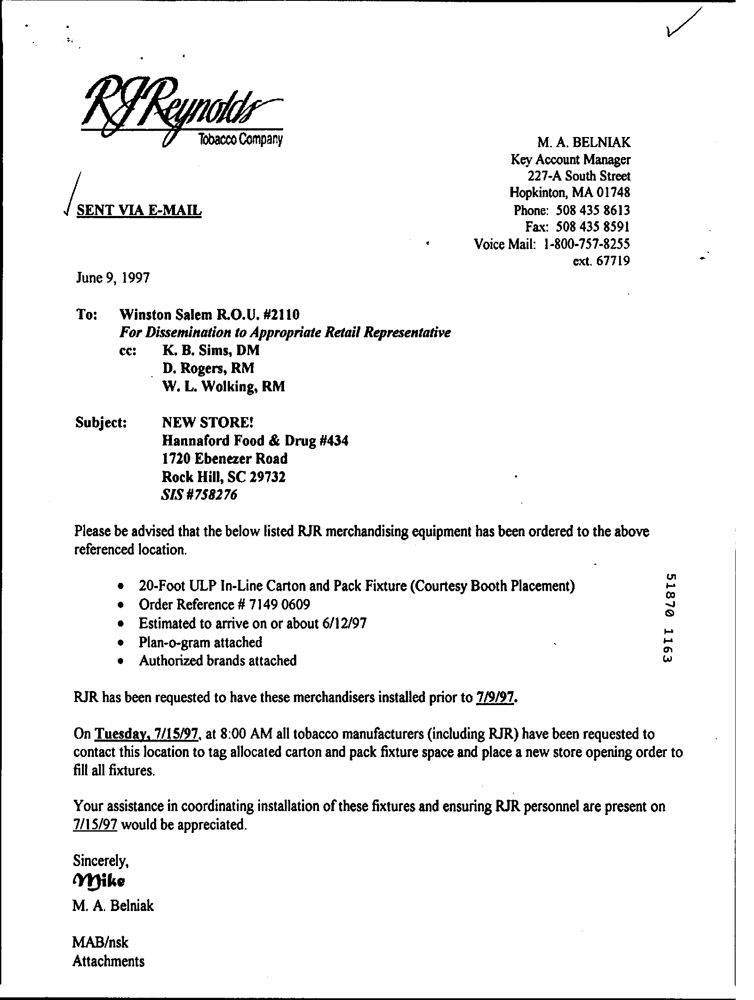 RJReynolds
Tobacco Company
M. A. BELNIAK
Key Account Manager
227-A South Street
Hopkinton, MA 01748
Phone: 508 435 8613
Fax: 508 435 8591
Voice Mail: 1-800-757-8255
ext. 67719
SENT VIA E-MAIL
June 9, 1997
To: Winston Salem R.O.U. #2110
For Dissemination to Appropriate Retail Representative
cc: K. B. Sims, DM
D. Rogers, RM
W. L. Wolking, RM
Subject: NEW STORE!
Hannaford Food & Drug #434
1720 Ebenezer Road
Rock Hill, SC 29732
SIS #758276
Please be advised that the below listed RJR merchandising equipment has been ordered to the above
referenced location.
• 20-Foot ULP In-Line Carton and Pack Fixture (Courtesy Booth Placement)
• Order Reference # 7149 0609
• Estimated to arrive on or about 6/12/97
• Plan-o-gram attached
• Authorized brands attached
51870 1163
RJR has been requested to have these merchandisers installed prior to 7/9/97.
On Tuesday, 7/15/97, at 8:00 AM all tobacco manufacturers (including RJR) have been requested to
contact this location to tag allocated carton and pack fixture space and place a new store opening order to
fill all fixtures.
Your assistance in coordinating installation of these fixtures and ensuring RJR personnel are present on
7/15/97 would be appreciated.
Sincerely,
Mike
M. A. Belniak
MAB/nsk
Attachments